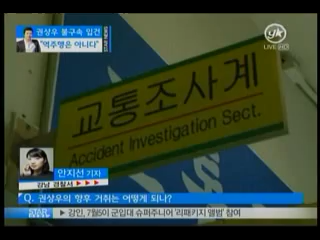 권상우 불구속 입건
"역주행은 아니다"
yk
LIVE HD
교통조사계
Accident Investigation Sect.
안지선 기자
강남 경찰서 ▶▶▶
Q. 권상우의 향후 거취는 어떻게 되나?
강인, 7월5일 군입대 슈퍼주니어 '리패키지 앨범' 참여